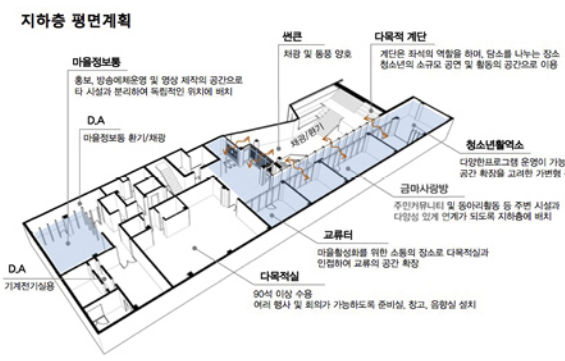 지하층 평면계획
썬큰
채광 및 통풍 양호
다목적 계단
계단은 좌석의 역할을 하며, 담소를 나누는 장소
청소년의 소규모 공연 및 활동의 공간으로 이용
마을정보통
홍보, 방송매체운영 및 영상 제작의 공간으로
타 시설과 분리하여 독립적인 위치에 배치
D.A
마을정보통 환기/채광
채광/환기
청소년활력소
다양한프로그램 운영이 가능
공간 확장을 고려한 가변형
금마사랑방
주민커뮤니티 및 동아리활동 등 주변 시설과
다양성 있게 연계가 되도록 지하층에 배치
교류터
마을활성화를 위한 소통의 장소로 다목적실과
인접하여 교류의 공간 확장
D.A
기계전기실용
다목적실
90석 이상 수용
여러 행사 및 회의가 가능하도록 준비실, 창고, 음향실 설치